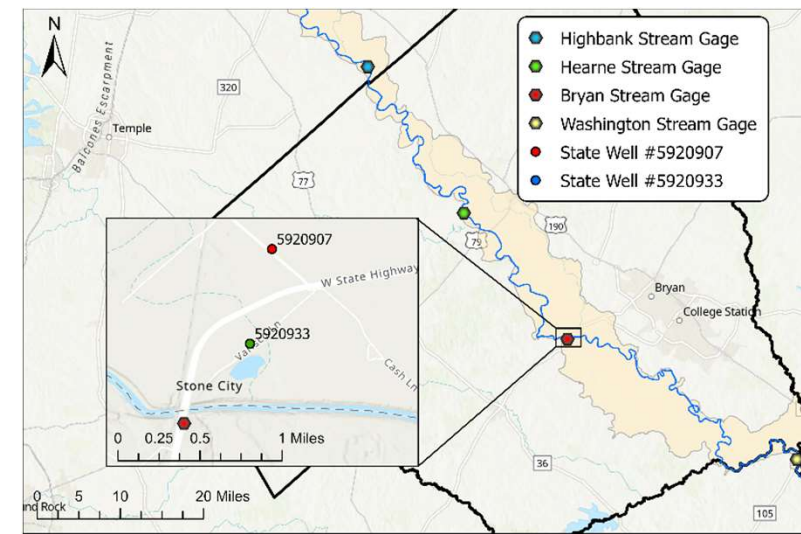 N
Highbank Stream Gage
Hearne Stream Gage
Bryan Stream Gage
Washington Stream Gage
State Well #5920907
State Well #5920933
Balcones Escarpment
Temple
320
77
79
190
Bryan
College Station
5920907
W State Highway
5920933
Cash Ln
Stone City
0 0.25 0.5 1 Miles
0 5 10 20 Miles
nd Rock
36
105